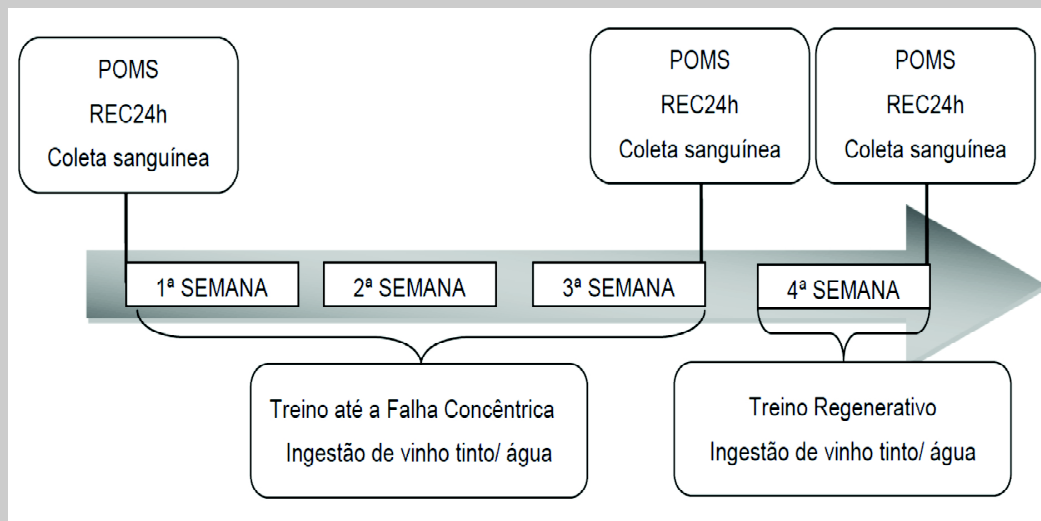 POMS
REC24h
Coleta sanguínea
POMS
REC24h
Coleta sanguínea
POMS
REC24h
Coleta sanguínea
1ª SEMANA
2ª SEMANA
3ª SEMANA
4ª SEMANA
Treino até a Falha Concêntrica
Ingestão de vinho tinto/ água
Treino Regenerativo
Ingestão de vinho tinto/ água